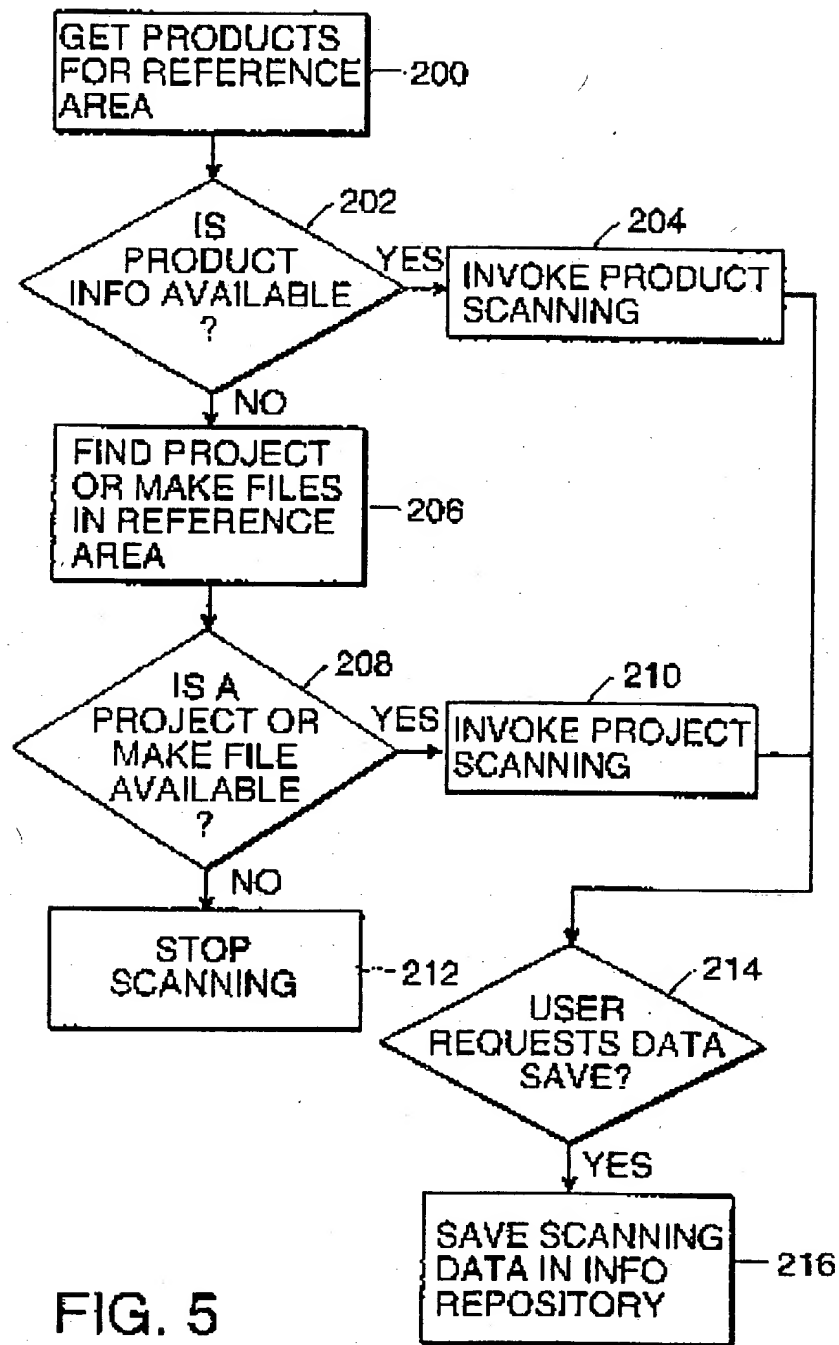 GET PRODUCTS
FOR REFERENCE
AREA
200
202
IS
PRODUCT
INFO AVAILABLE
?
YES
204
INVOKE PRODUCT
SCANNING
NO
FIND PROJECT
OR MAKE FILES
IN REFERENCE
AREA
206
208
IS A
PROJECT OR
MAKE FILE
AVAILABLE
?
YES
210
INVOKE PROJECT
SCANNING
NO
STOP
SCANNING
212
214
USER
REQUESTS DATA
SAVE?
YES
SAVE SCANNING
DATA IN INFO
REPOSITORY
216
FIG. 5